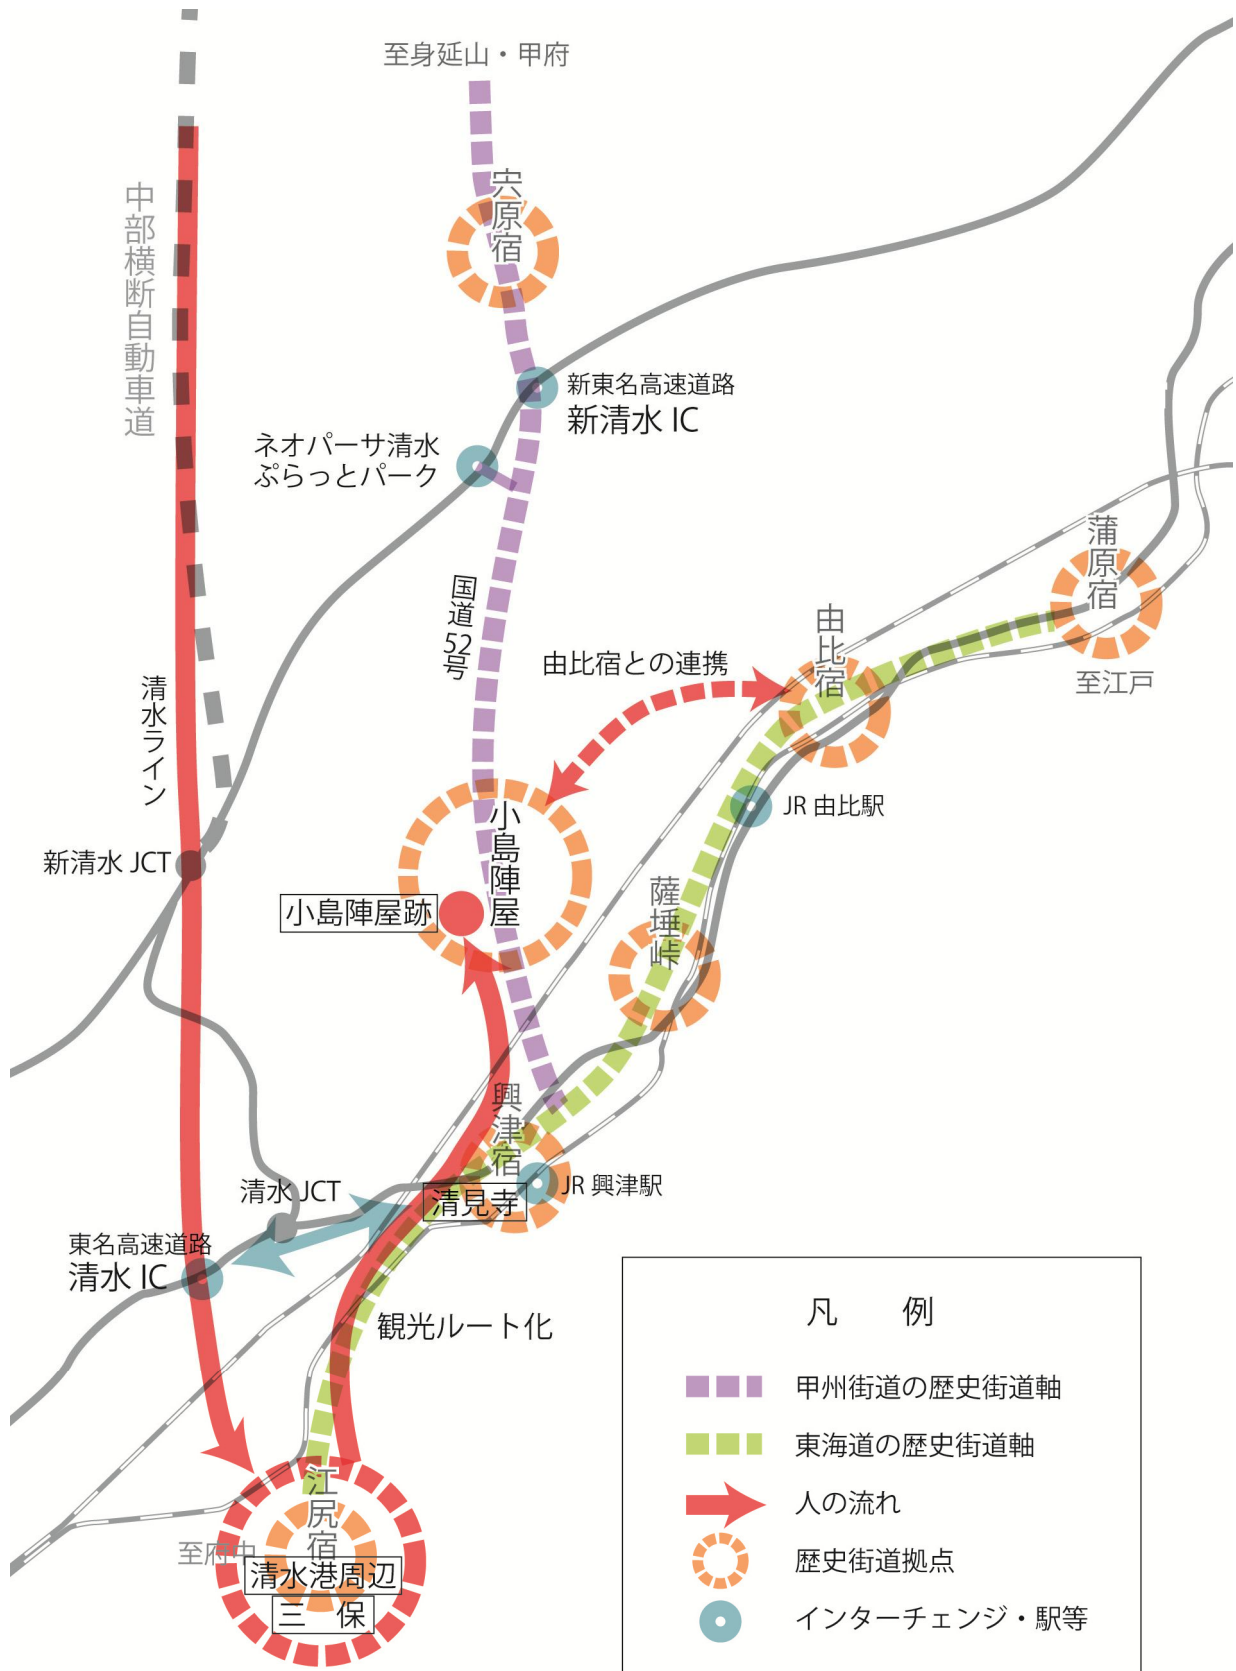 至身延山・甲府
中部横断自動車道
宍原宿
新東名高速道路
新清水 IC
ネオパーサ清水
ぷらっとパーク
国道52号
蒲原宿
由比宿
由比宿との連携
至江戸
清水ライン
小島陣屋
JR 由比駅
新清水 JCT
小島陣屋跡
薩埵峠
興津宿
清水 JCT
清見寺
JR 興津駅
東名高速道路
清水 IC
観光ルート化
江尻宿
至府中
清水港周辺
三 保
凡 例
甲州街道の歴史街道軸
東海道の歴史街道軸
人の流れ
歴史街道拠点
インターチェンジ・駅等